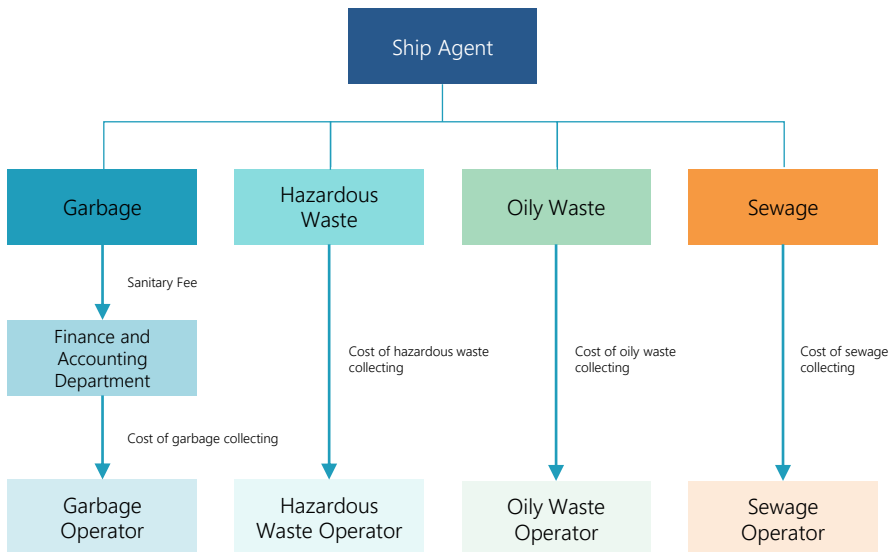 Ship Agent
Garbage
Hazardous
Waste
Oily Waste
Sewage
Sanitary Fee
Finance and
Accounting
Department
Cost of hazardous waste
collecting
Cost of oily waste
collecting
Cost of sewage
collecting
Cost of garbage collecting
Garbage
Operator
Hazardous
Waste Operator
Oily Waste
Operator
Sewage
Operator